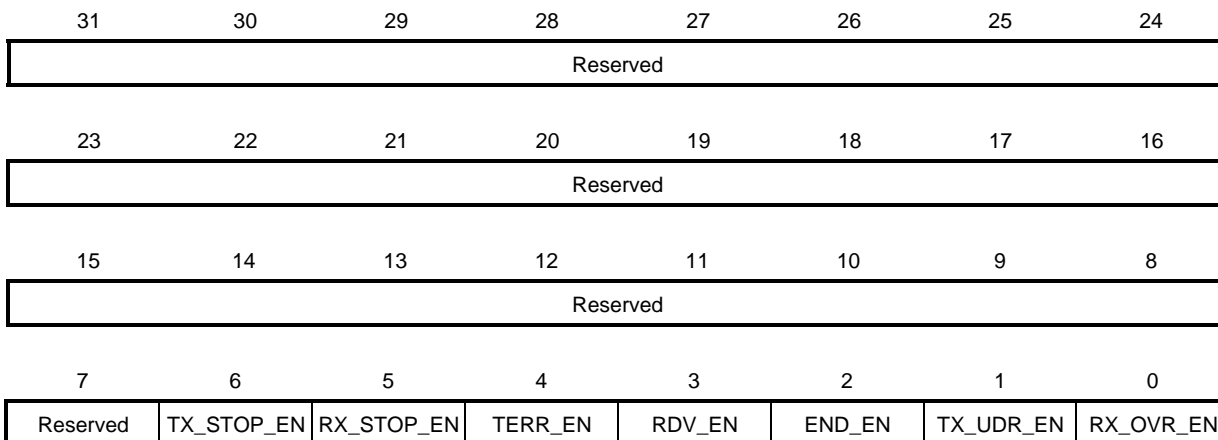 31 30 29 28 27 26 25 24
Reserved
23 22 21 20 19 18 17 16
Reserved
15 14 13 12 11 10 9 8
Reserved
7 6 5 4 3 2 1 0
Reserved TX_STOP_EN RX_STOP_EN TERR_EN RDV_EN END_EN TX_UDR_EN RX_OVR_EN